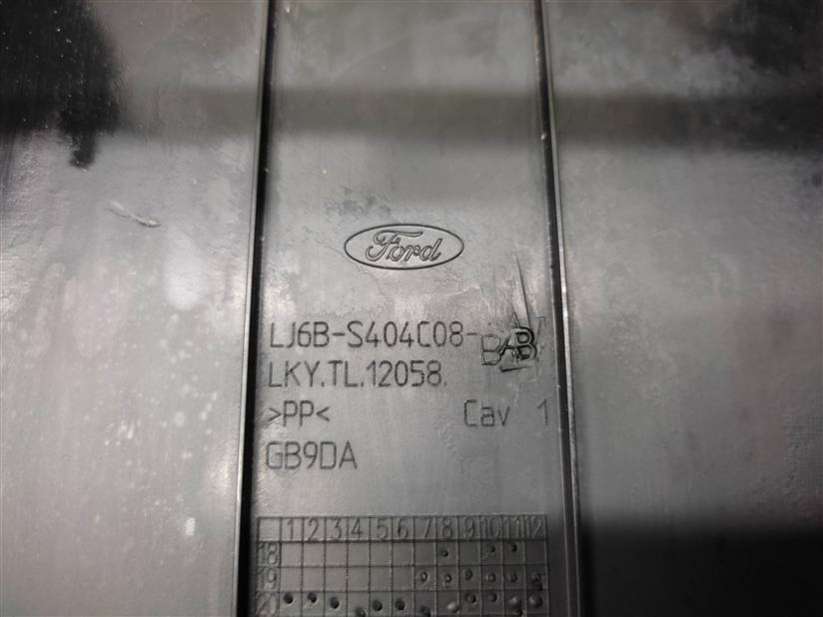 Ford
LJ6B-S404C08-
LKY.TL.12058.
>PP< Cav 1
GB9DA
1 2 3 4 5 6 7 8 9 10 11 12
18
19
20